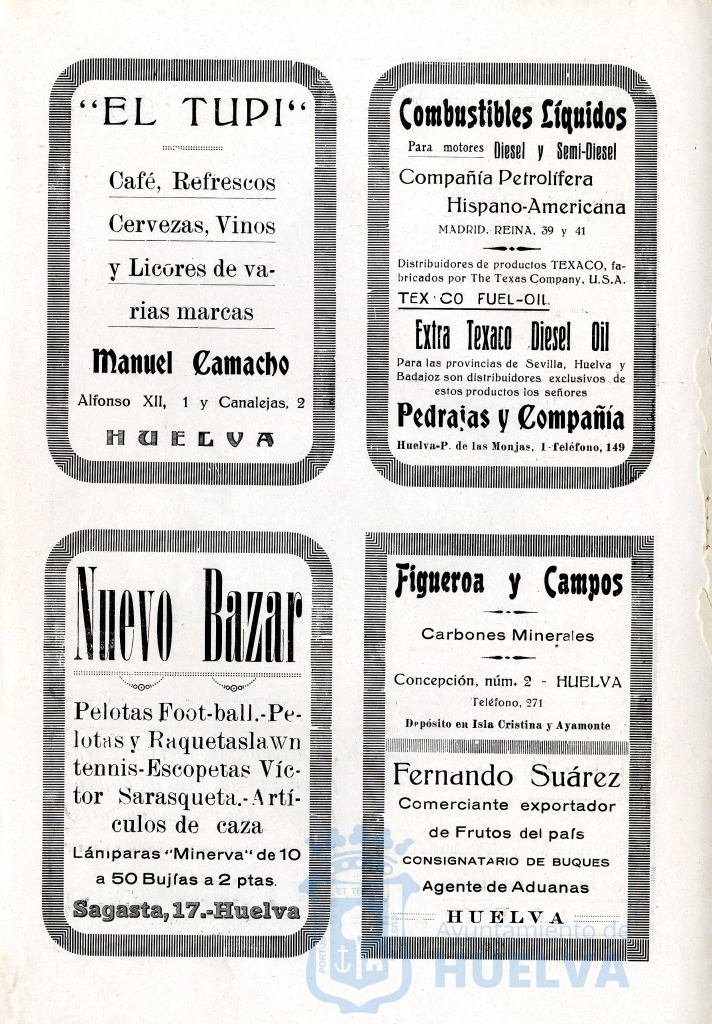 "EL TUPI"
Café, Refrescos
Cervezas, Vinos
y Licores de va-
rias marcas
Manuel Camacho
Alfonso XII, 1 y Canalejas, 2
HUELVA
Combustibles Líquidos
Para motores Diesel y Semi-Diesel
Compañía Petrolífera
Hispano-Americana
MADRID. REINA, 39 y 41
Distribuidores de productos TEXACO, fa-
bricados por The Texas Company, U.S.A.
TEX CO FUEL-OIL.
Extra Texaco Diesel Oil
Para las provincias de Sevilla, Huelva y
Badajoz son distribuidores exclusivos de
estos productos los señores
Pedrajas y Compañía
Huelva-P. de las Monjas, 1-Teléfono, 149
Nuevo Bazar
Pelotas Foot-ball.-Pe-
lotas y Raquetaslawn
tennis-Escopetas Víc-
tor Sarasqueta.-Artí-
culos de caza
Lámparas "Minerva" de 10
a 50 Bujías a 2 ptas.
Sagasta, 17.-Huelva
Figueroa y Campos
Carbones Minerales
Concepción, núm. 2 - HUELVA
Teléfono, 271
Depósito en Isla Cristina y Ayamonte
Fernando Suárez
Comerciante exportador
de Frutos del país
CONSIGNATARIO DE BUQUES
Agente de Aduanas
HUELVA
Ayuntamiento de
HUELVA